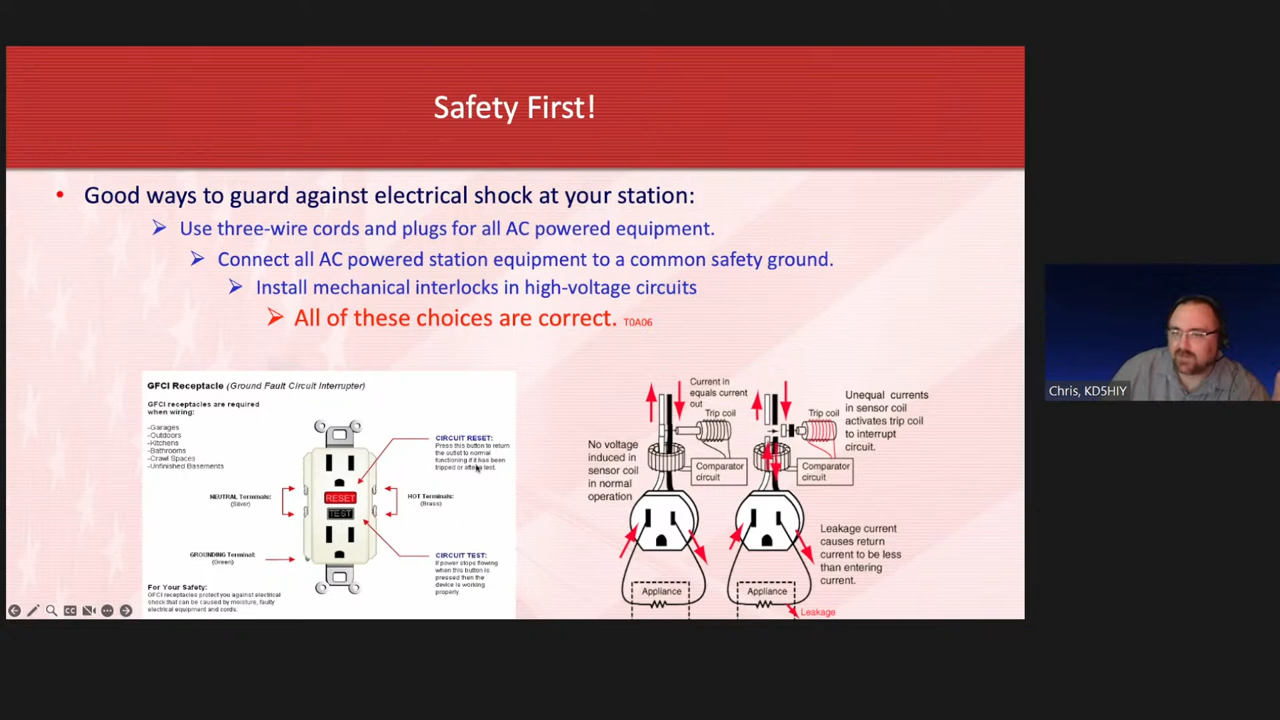 Safety First!
• Good ways to guard against electrical shock at your station:
➢ Use three-wire cords and plugs for all AC powered equipment.
➢ Connect all AC powered station equipment to a common safety ground.
➢ Install mechanical interlocks in high-voltage circuits
➢ All of these choices are correct. T0A06
GFCI Receptacle (Ground Fault Circuit Interrupter)
GFCI receptacles are required
when wiring:
-Garages
-Outdoors
-Kitchens
-Bathrooms
-Crawl Spaces
-Unfinished Basements
NEUTRAL Terminals:
(Silver)
GROUNDING Terminal:
(Green)
For Your Safety:
GFCI receptacles protect you against electrical
shock that can be caused by moisture, faulty
electrical equipment and cords.
RESET
TEST
CIRCUIT RESET:
Press this button to return
the outlet to normal
functioning if it has been
tripped or after test.
HOT Terminals:
(Brass)
CIRCUIT TEST:
If power stops flowing
when this button is
pressed then the
device is working
properly.
No voltage
induced in
sensor coil
in normal
operation
Current in
equals current
out
Trip coil
Comparator
circuit
Appliance
Trip coil
Comparator
circuit
Appliance
Leakage
Unequal currents
in sensor coil
activates trip coil
to interrupt
circuit.
Leakage current
causes return
current to be less
than entering
current.
CC
Chris, KD5HIY